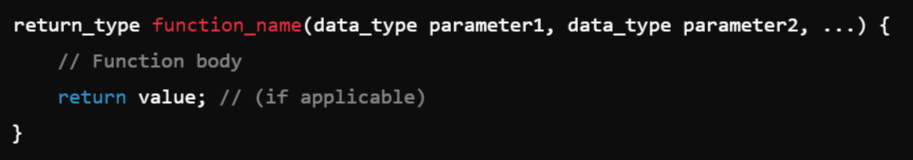 return_type function_name(data_type parameter1, data_type parameter2, ...) {
// Function body
return value; // (if applicable)
}